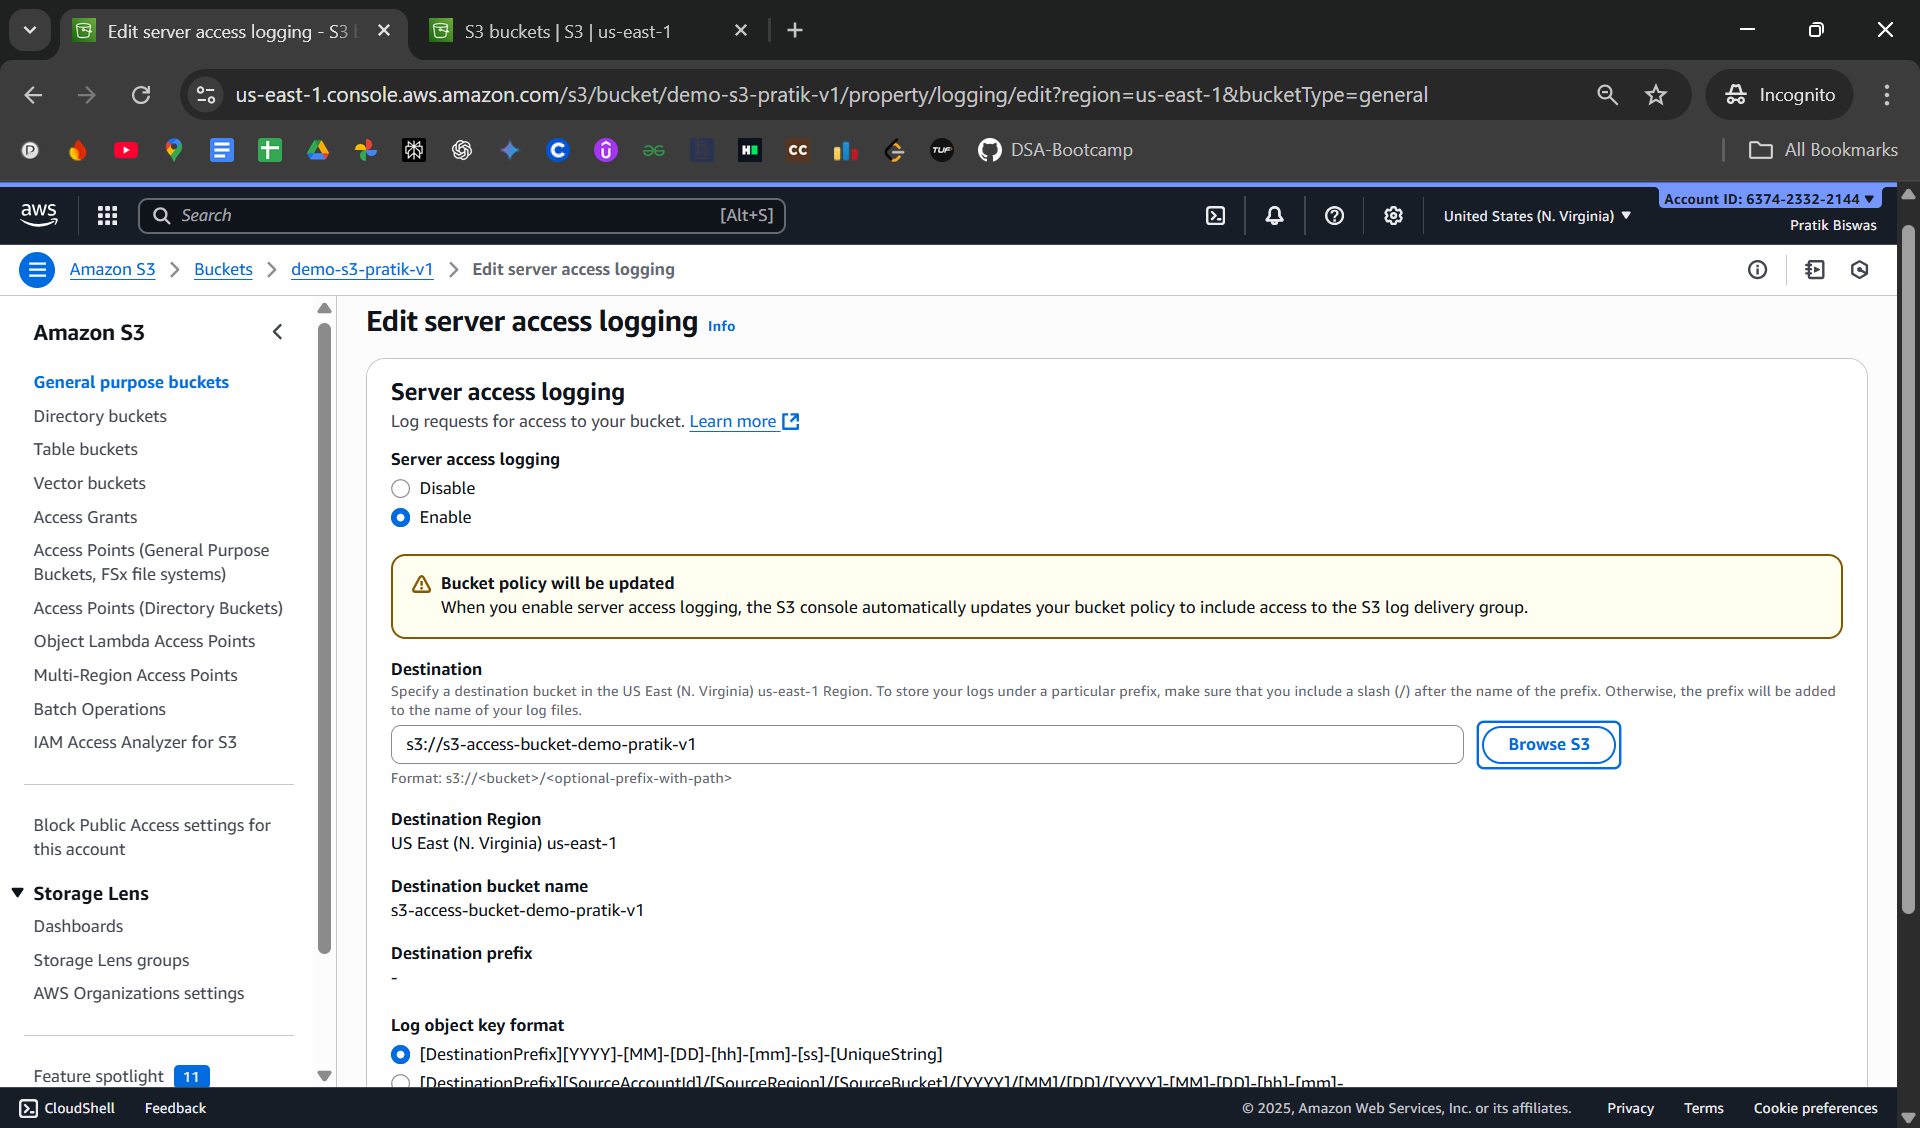 Edit server access logging - S3 b
S3 buckets | S3 | us-east-1
us-east-1.console.aws.amazon.com/s3/bucket/demo-s3-pratik-v1/property/logging/edit?region=us-east-1&bucketType=general
Incognito
DSA-Bootcamp
All Bookmarks
aws
Search
[Alt+S]
United States (N. Virginia)
Account ID: 6374-2332-2144
Pratik Biswas
Amazon S3
Buckets
demo-s3-pratik-v1
Edit server access logging
Amazon S3
General purpose buckets
Directory buckets
Table buckets
Vector buckets
Access Grants
Access Points (General Purpose
Buckets, FSx file systems)
Access Points (Directory Buckets)
Object Lambda Access Points
Multi-Region Access Points
Batch Operations
IAM Access Analyzer for S3
Block Public Access settings for
this account
Storage Lens
Dashboards
Storage Lens groups
AWS Organizations settings
Feature spotlight 11
Edit server access logging Info
Server access logging
Log requests for access to your bucket. Learn more
Server access logging
Disable
Enable
Bucket policy will be updated
When you enable server access logging, the S3 console automatically updates your bucket policy to include access to the S3 log delivery group.
Destination
Specify a destination bucket in the US East (N. Virginia) us-east-1 Region. To store your logs under a particular prefix, make sure that you include a slash (/) after the name of the prefix. Otherwise, the prefix will be added
to the name of your log files.
s3://s3-access-bucket-demo-pratik-v1
Browse S3
Format: s3://<bucket>/<optional-prefix-with-path>
Destination Region
US East (N. Virginia) us-east-1
Destination bucket name
s3-access-bucket-demo-pratik-v1
Destination prefix
-
Log object key format
[DestinationPrefix][YYYY]-[MM]-[DD]-[hh]-[mm]-[ss]-[UniqueString]
[DestinationPrefix][SourceAccountId]/[SourceRegion]/[SourceBucket]/[YYYY]/[MM]/[DD]/[YYYY]-[MM]-[DD]-[hh]-[mm]-
CloudShell
Feedback
© 2025, Amazon Web Services, Inc. or its affiliates.
Privacy
Terms
Cookie preferences